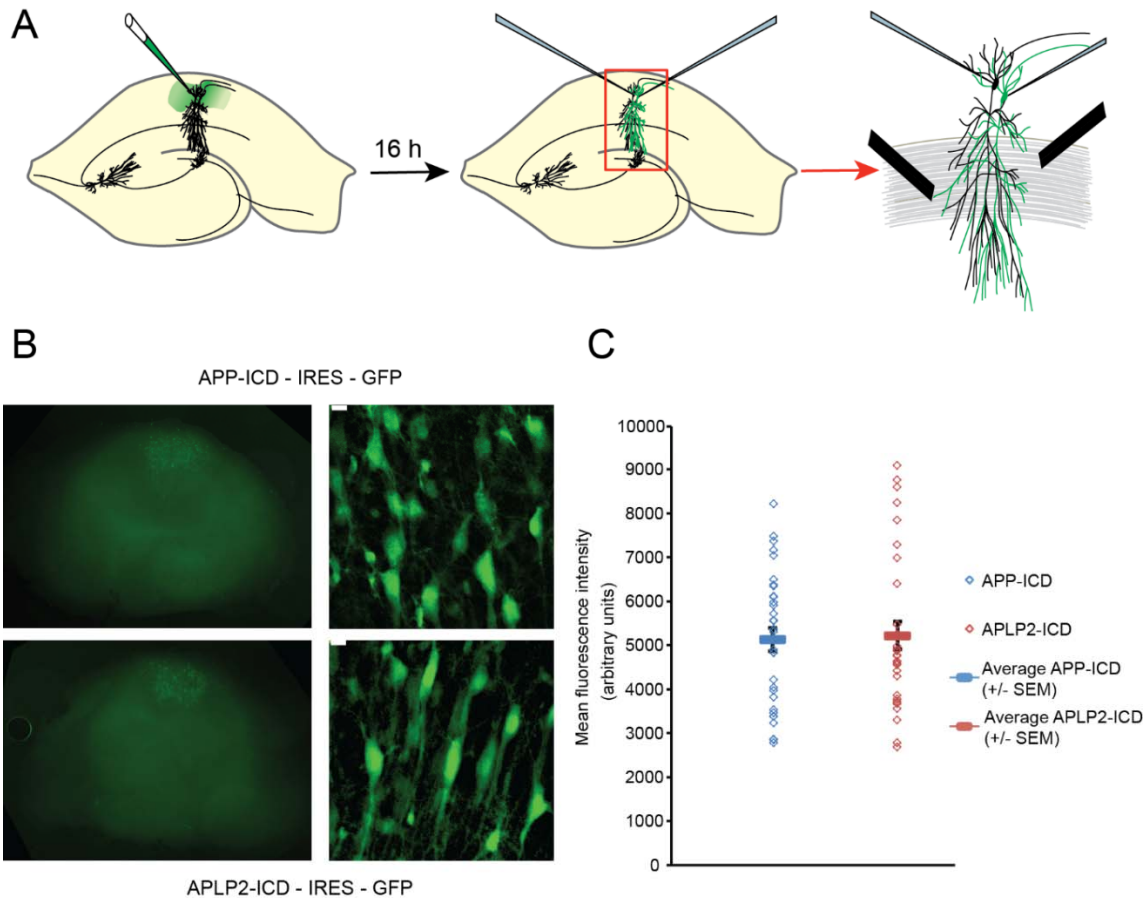 A
16 h
B
APP-ICD - IRES - GFP
APLP2-ICD - IRES - GFP
C
Mean fluorescence intensity
(arbitrary units)
10000
9000
8000
7000
6000
5000
4000
3000
2000
1000
0
APP-ICD
APLP2-ICD
Average APP-ICD
(+/- SEM)
Average APLP2-ICD
(+/- SEM)